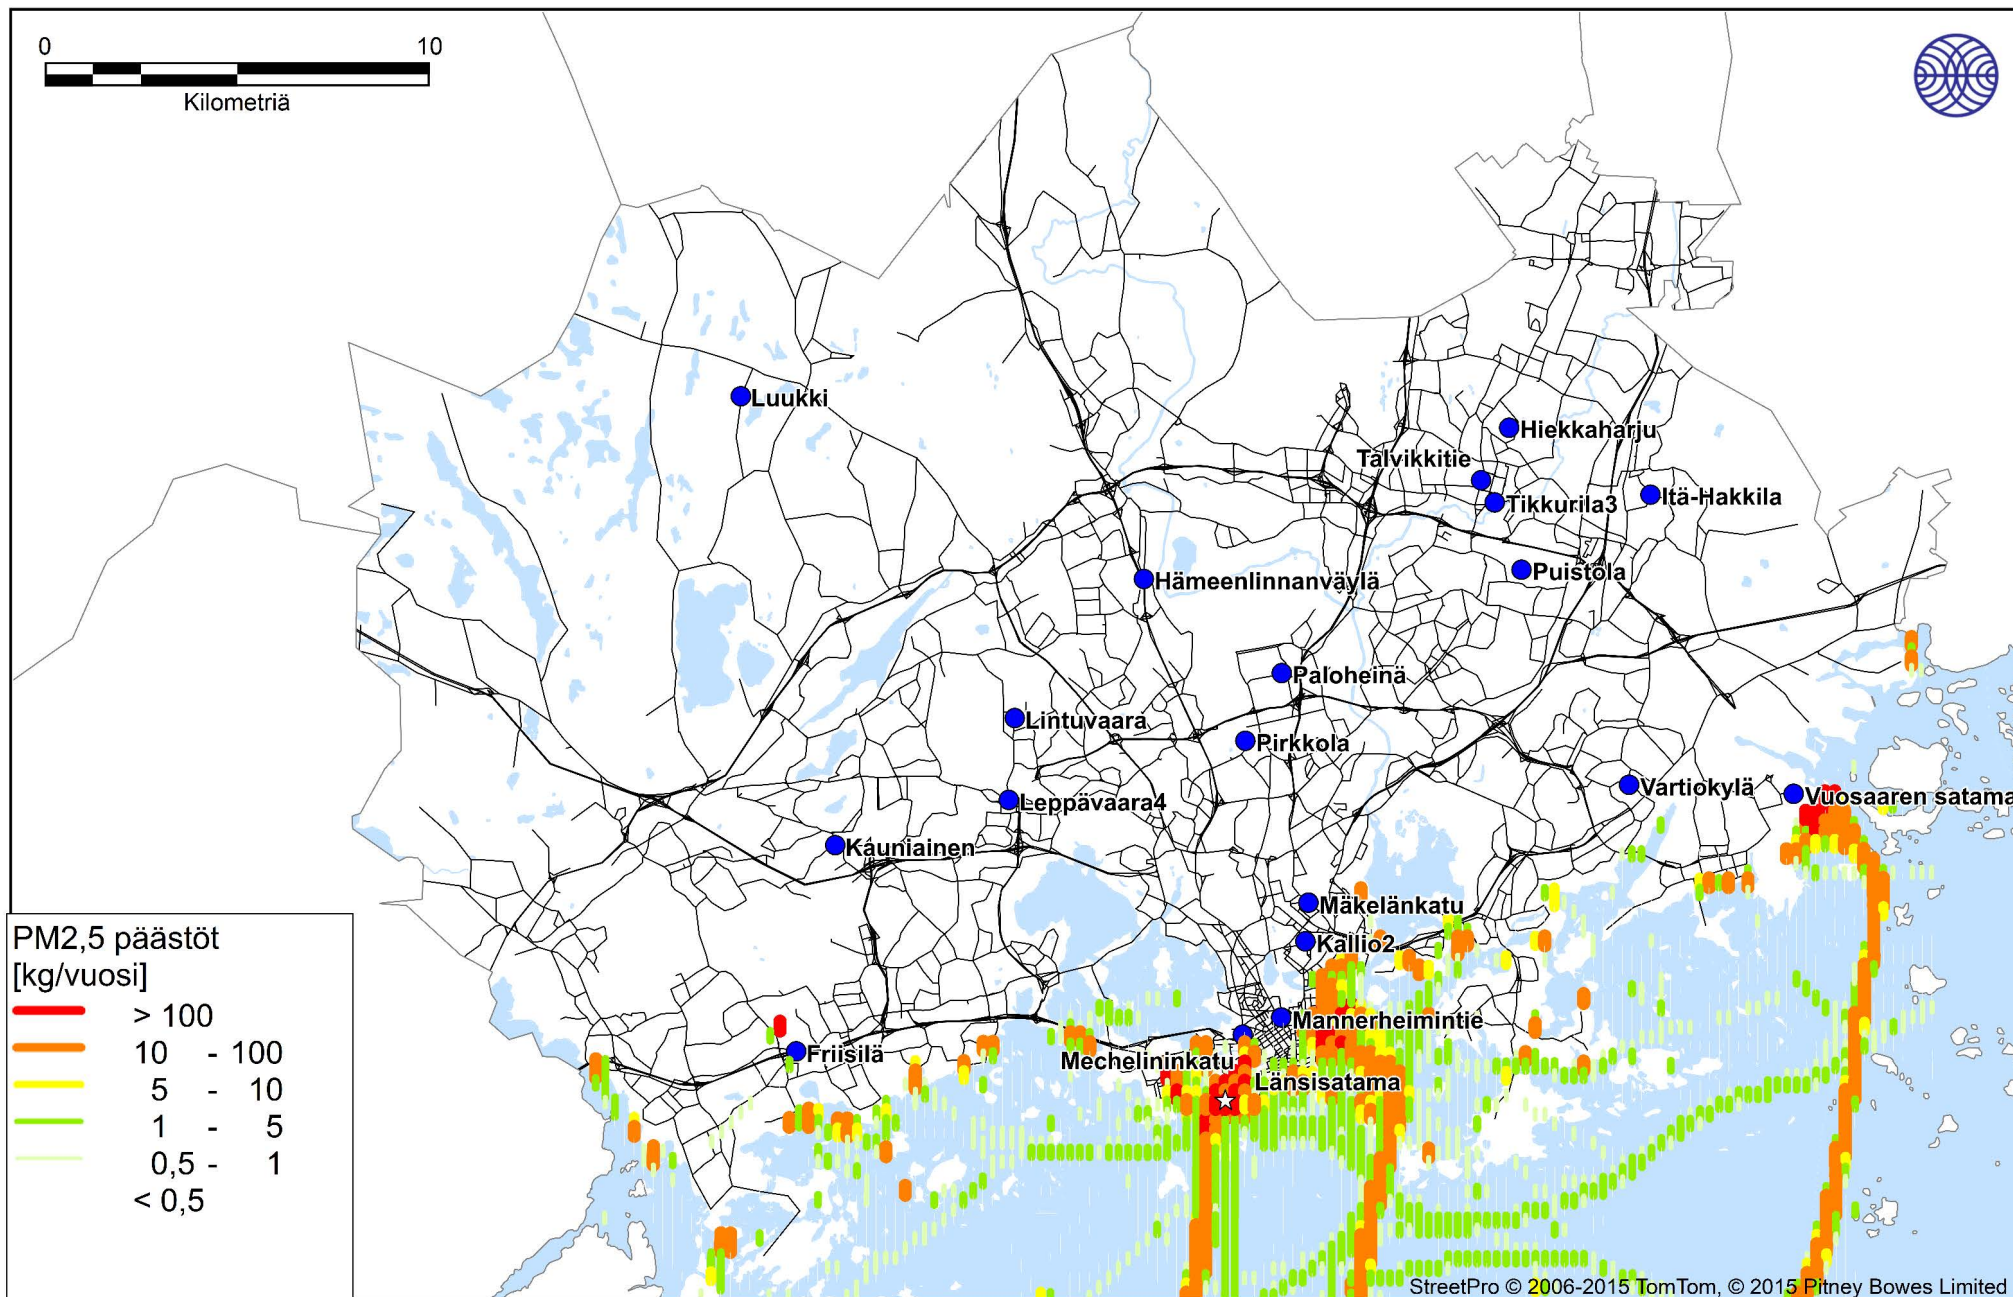 0 10
Kilometriä
Luukki
Hiekkaharju
Talvikkitie
Itä-Hakkila
Tikkurila3
Puistola
Hämeenlinnanväylä
Paloheinä
Lintuvaara
Pirkkola
Vartiokylä
Vuosaaren satama
Leppävaara4
Kauniainen
Mäkelänkatu
Kallio2
Mannerheimintie
Friisilä
Mechelininkatu
Länsisatama
PM2,5 päästöt
[kg/vuosi]
> 100
10 - 100
5 - 10
1 - 5
0,5 - 1
< 0,5
StreetPro © 2006-2015 TomTom, © 2015 Pitney Bowes Limited